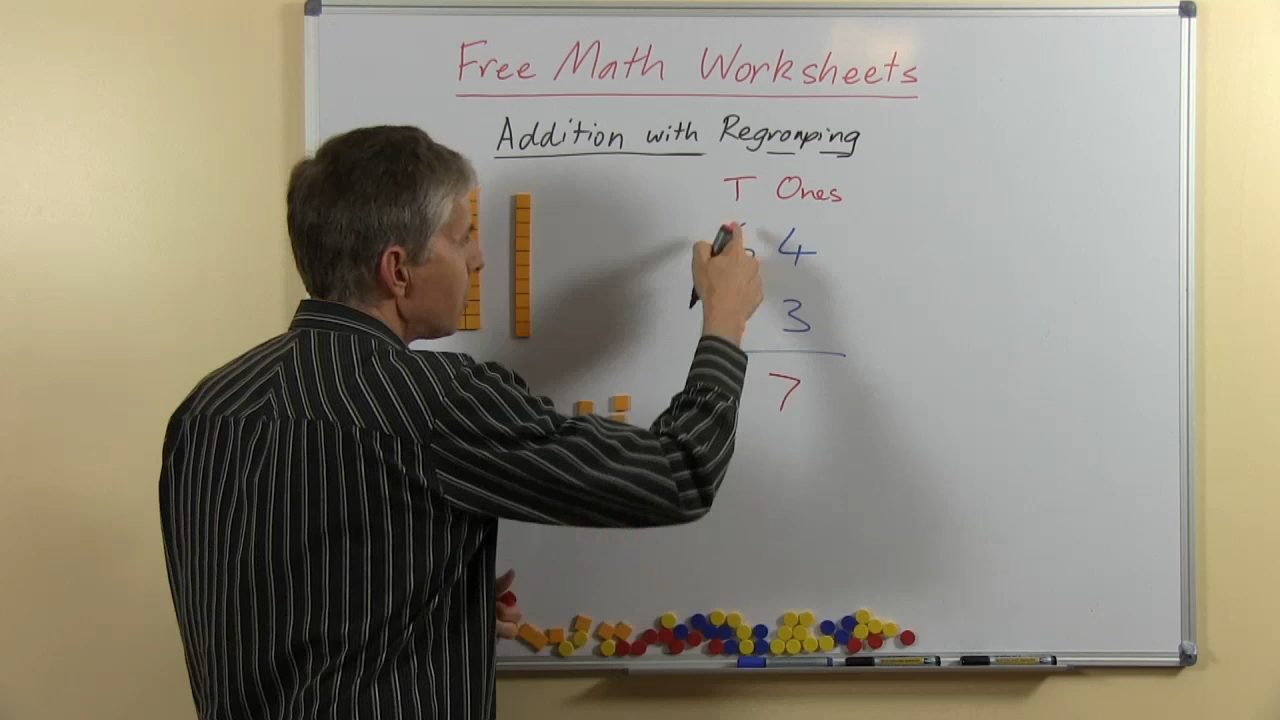 Free Math Worksheets
Addition with Regrouping
T Ones
4
3
7